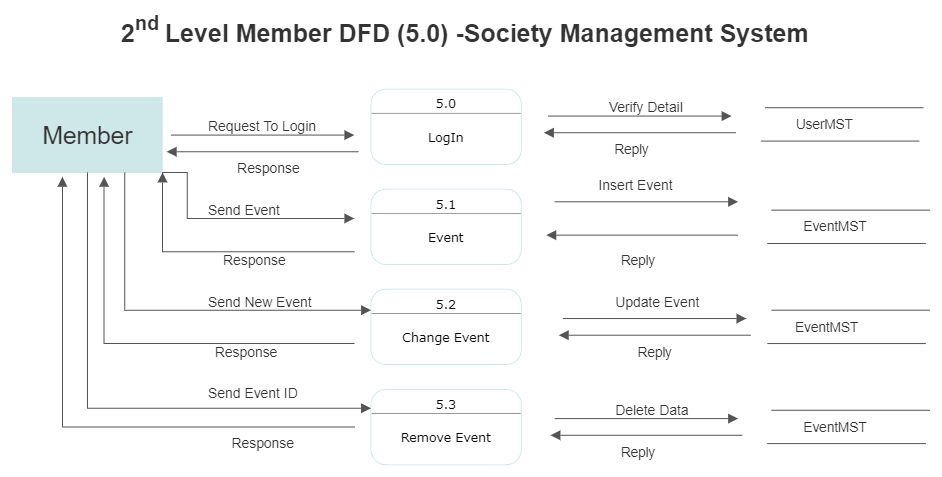 2nd Level Member DFD (5.0) -Society Management System
Member
Request To Login
Response
5.0
LogIn
Verify Detail
Reply
UserMST
Send Event
Response
5.1
Event
Insert Event
Reply
EventMST
Send New Event
Response
5.2
Change Event
Update Event
Reply
EventMST
Send Event ID
Response
5.3
Remove Event
Delete Data
Reply
EventMST